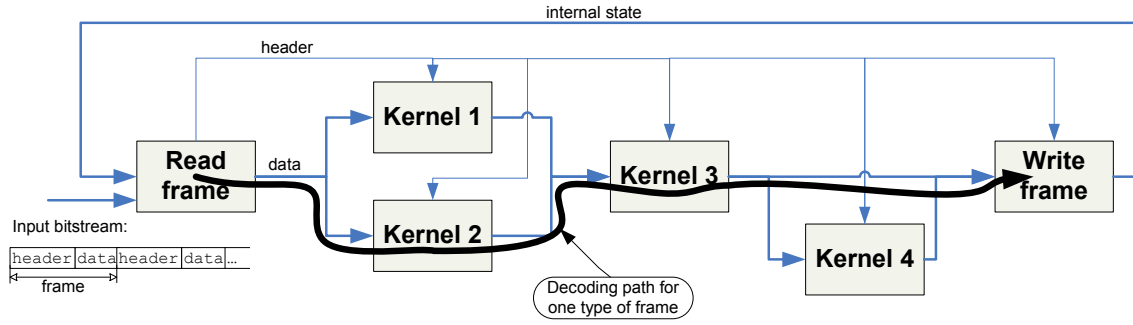 internal state
header
Kernel 1
Read
frame
data
Kernel 3
Write
frame
Kernel 2
Input bitstream:
Kernel 4
header data header data ...
frame
Decoding path for
one type of frame